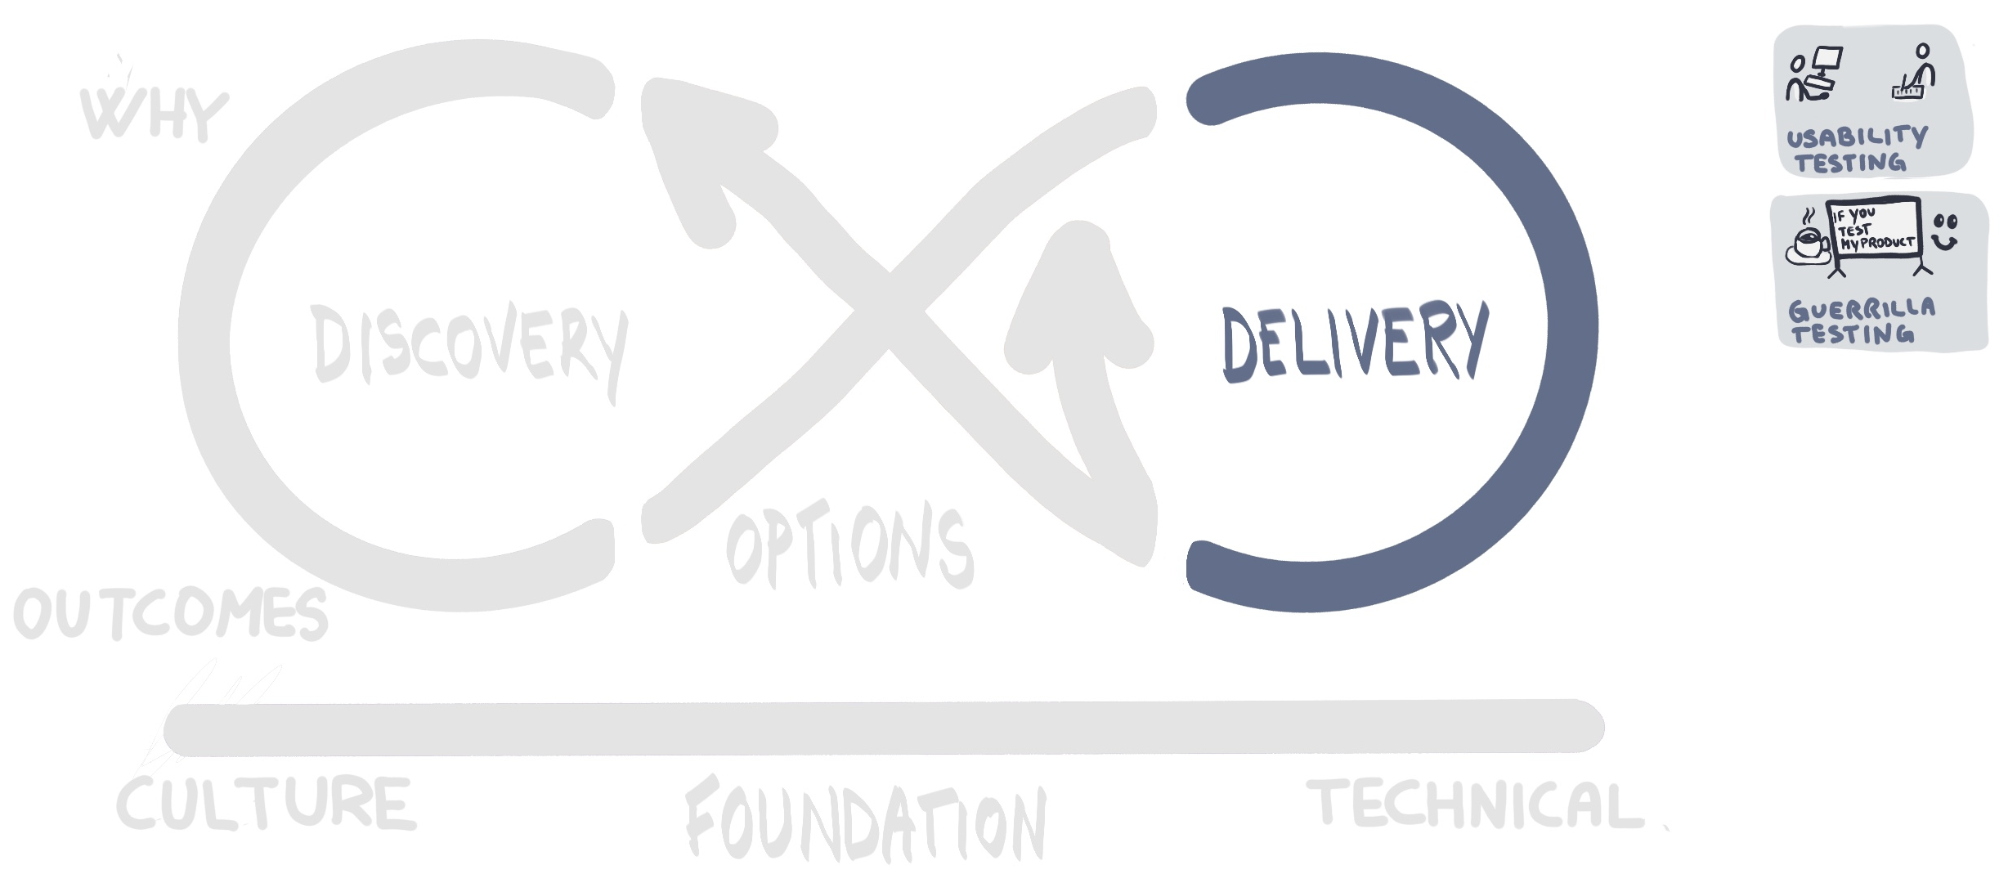 WHY
DISCOVERY
OPTIONS
DELIVERY
OUTCOMES
CULTURE
FOUNDATION
TECHNICAL
USABILITY
TESTING
IF YOU
TEST
MY PRODUCT
GUERRILLA
TESTING